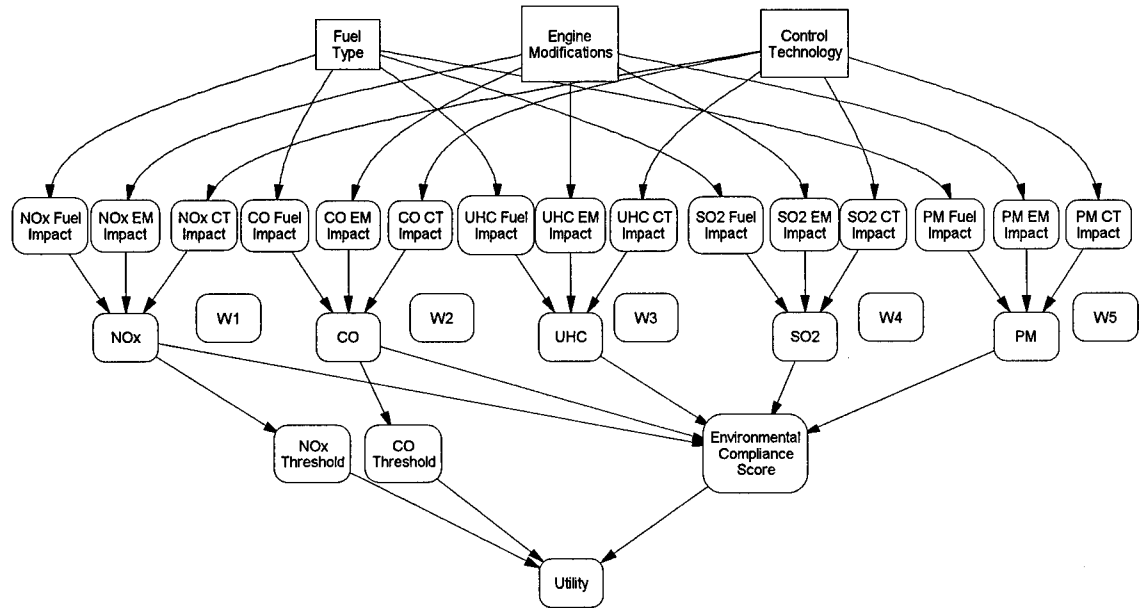 Fuel
Type
Engine
Modifications
Control
Technology
NOx Fuel
Impact
NOx EM
Impact
NOx CT
Impact
CO Fuel
Impact
CO EM
Impact
CO CT
Impact
UHC Fuel
Impact
UHC EM
Impact
UHC CT
Impact
SO2 Fuel
Impact
SO2 EM
Impact
SO2 CT
Impact
PM Fuel
Impact
PM EM
Impact
PM CT
Impact
NOx
W1
CO
W2
UHC
W3
SO2
W4
PM
W5
NOx
Threshold
CO
Threshold
Environmental
Compliance
Score
Utility